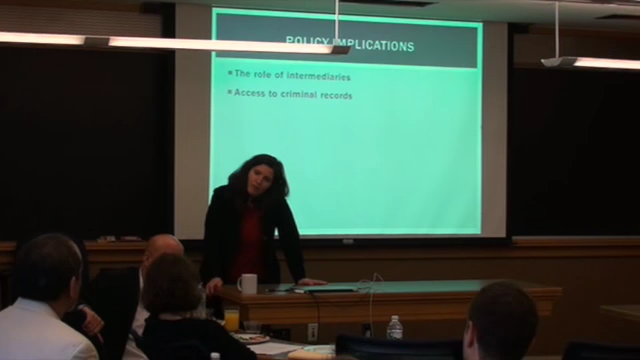 POLICY IMPLICATIONS
The role of intermediaries
Access to criminal records